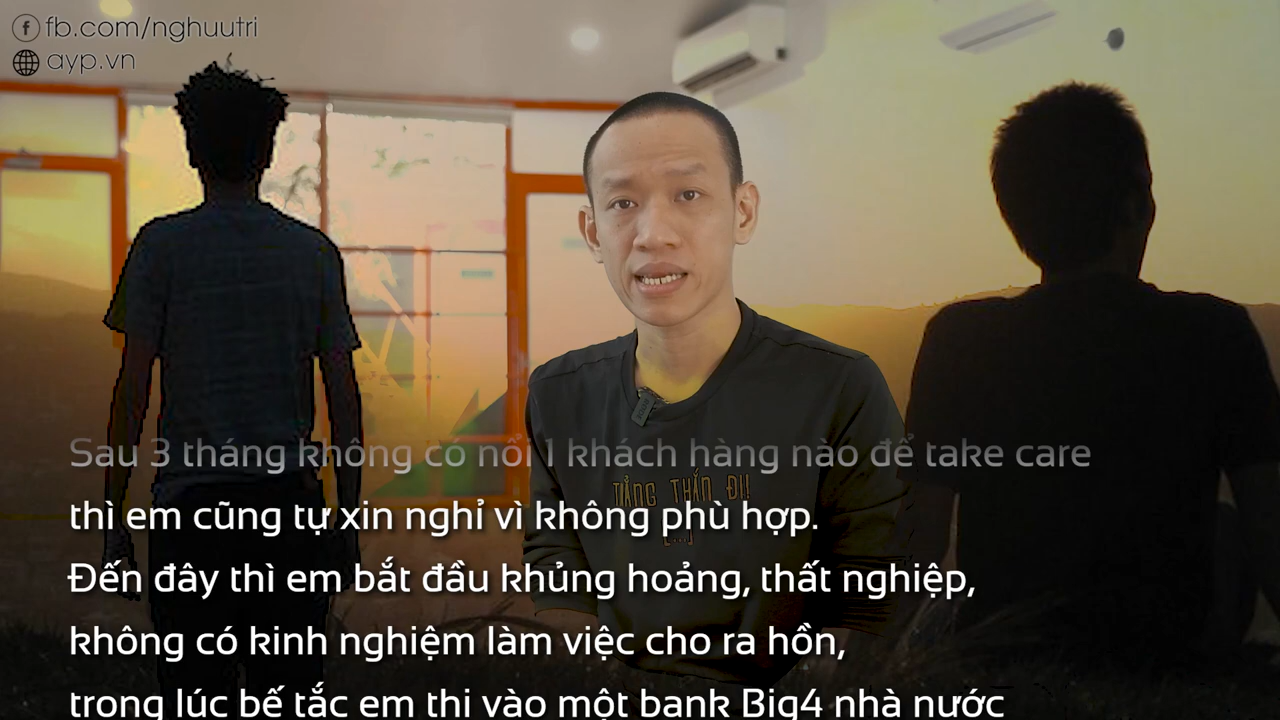 fb.com/nghuutri
ayp.vn
Sau 3 tháng không có nổi 1 khách hàng nào để take care
thì em cũng tự xin nghỉ vì không phù hợp.
Đến đây thì em bắt đầu khủng hoảng, thất nghiệp,
không có kinh nghiệm làm việc cho ra hồn,
trong lúc bế tắc em thi vào một bank Big4 nhà nước
THẲNG THẮN ĐI!
[...]